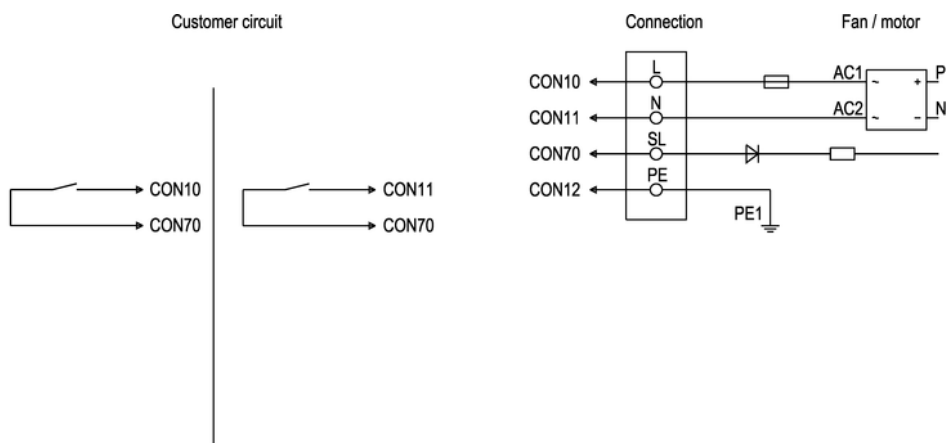 Customer circuit
Connection
Fan / motor
L
AC1
~
+
P
CON10
N
AC2
~
−
N
CON11
SL
CON70
PE
CON12
PE1
CON10
CON70
CON11
CON70